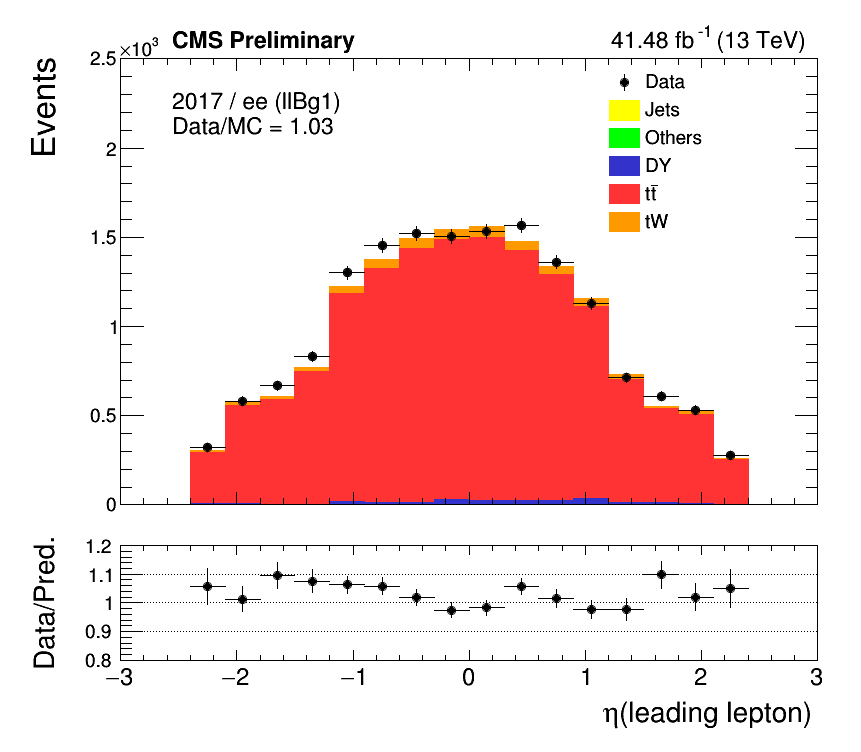 CMS Preliminary
41.48 fb⁻¹ (13 TeV)
×10³
Events
2.5
2
1.5
1
0.5
0
2017 / ee (llBg1)
Data/MC = 1.03
Data
Jets
Others
DY
tt̄
tW
Data/Pred.
1.2
1.1
1
0.9
0.8
−3 −2 −1 0 1 2 3
η(leading lepton)